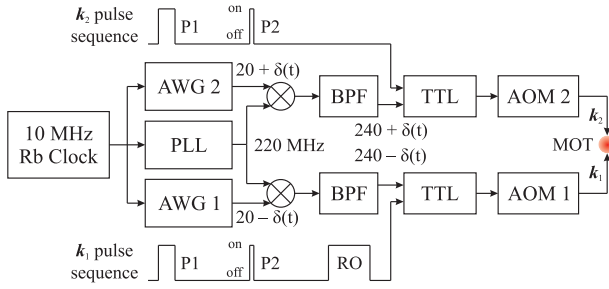 k₂ pulse
sequence
P1
on
off
P2
AWG 2
20 + δ(t)
BPF
TTL
AOM 2
k₂
240 + δ(t)
10 MHz
Rb Clock
PLL
220 MHz
240 − δ(t)
MOT
k₁
AWG 1
20 − δ(t)
BPF
TTL
AOM 1
k₁ pulse
sequence
P1
on
off
P2
RO